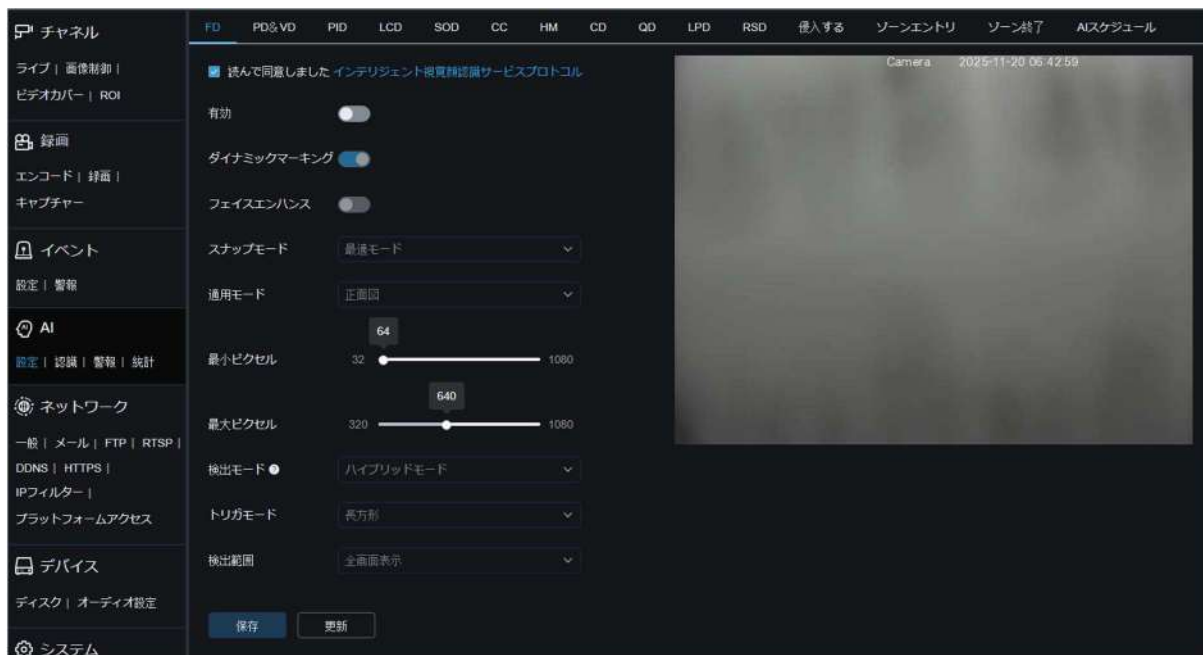 チャネル
ライブ | 画像制御 |
ビデオカバー | ROI
録画
エンコード | 録画 |
キャプチャー
イベント
設定 | 警報
AI
設定 | 認識 | 警報 | 統計
ネットワーク
一般 | メール | FTP | RTSP |
DDNS | HTTPS |
IPフィルター |
プラットフォームアクセス
デバイス
ディスク | オーディオ設定
システム
FD PD&VD PID LCD SOD CC HM CD QD LPD RSD 侵入する ゾーンエントリ ゾーン終了 AIスケジュール
読んで同意しました インテリジェント視覚顔認識サービスプロトコル
有効
ダイナミックマーキング
フェイスエンハンス
スナップモード 最速モード
適用モード 正面図
64
最小ピクセル 32 1080
640
最大ピクセル 320 1080
検出モード ? ハイブリッドモード
トリガモード 長方形
検出範囲 全画面表示
保存 更新
Camera 2025-11-20 06:42:59